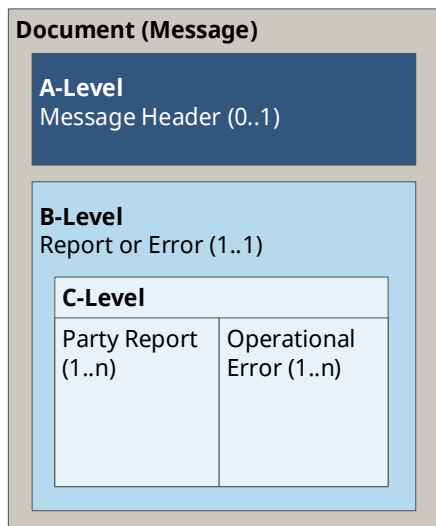 Document (Message)
A-Level
Message Header (0..1)
B-Level
Report or Error (1..1)
C-Level
Party Report
(1..n)
Operational
Error (1..n)